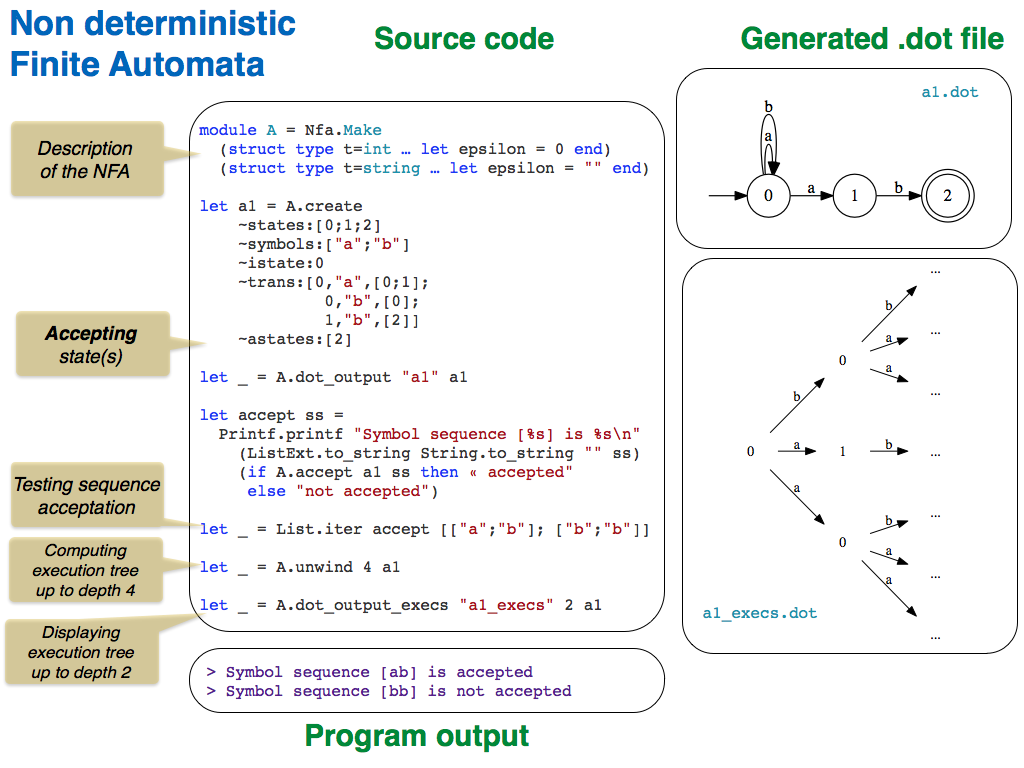 Non deterministic
Finite Automata
Source code
Generated .dot file
Description
of the NFA
Accepting
state(s)
Testing sequence
acceptation
Computing
execution tree
up to depth 4
Displaying
execution tree
up to depth 2
module A = Nfa.Make
(struct type t=int … let epsilon = 0 end)
(struct type t=string … let epsilon = "" end)
let a1 = A.create
~states:[0;1;2]
~symbols:["a";"b"]
~istate:0
~trans:[0,"a",[0;1];
0,"b",[0];
1,"b",[2]]
~astates:[2]
let _ = A.dot_output "a1" a1
let accept ss =
Printf.printf "Symbol sequence [%s] is %s\n"
(ListExt.to_string String.to_string "" ss)
(if A.accept a1 ss then « accepted"
else "not accepted")
let _ = List.iter accept [["a";"b"]; ["b";"b"]]
let _ = A.unwind 4 a1
let _ = A.dot_output_execs "a1_execs" 2 a1
> Symbol sequence [ab] is accepted
> Symbol sequence [bb] is not accepted
Program output
a1.dot
b
a
0 a 1 b 2
...
b
a ...
0
a
...
b
0 a 1 b ...
a
...
b
0 a
...
a
...
a1_execs.dot